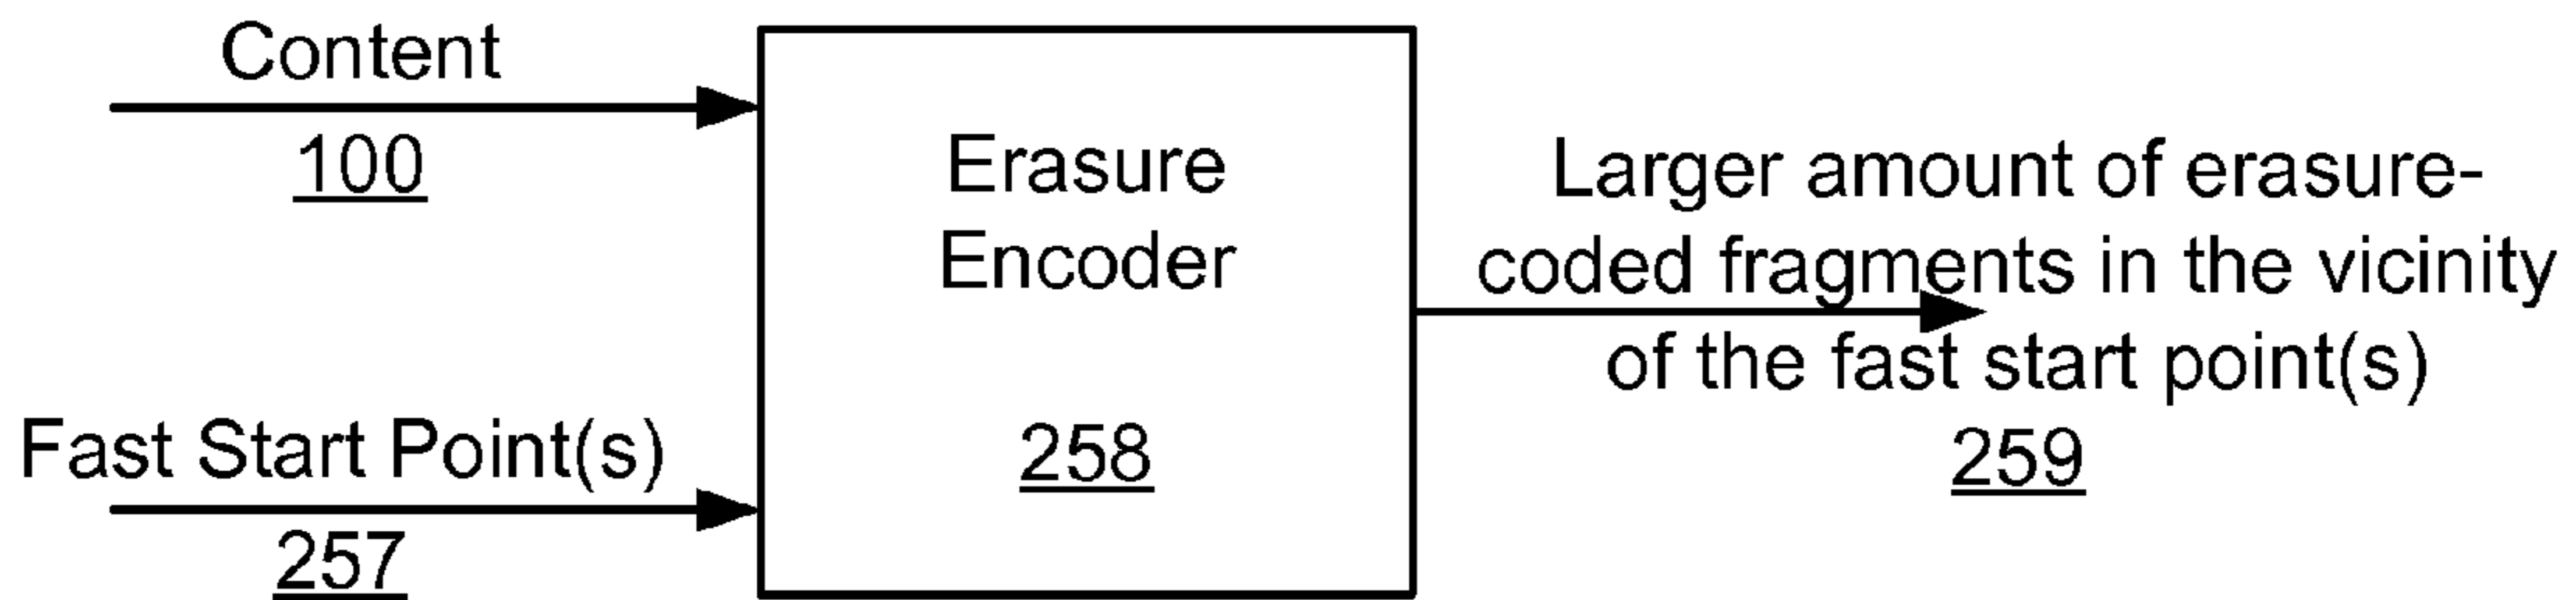 Content
100
Fast Start Point(s)
257
Erasure
Encoder
258
Larger amount of erasure-
coded fragments in the vicinity
of the fast start point(s)
259